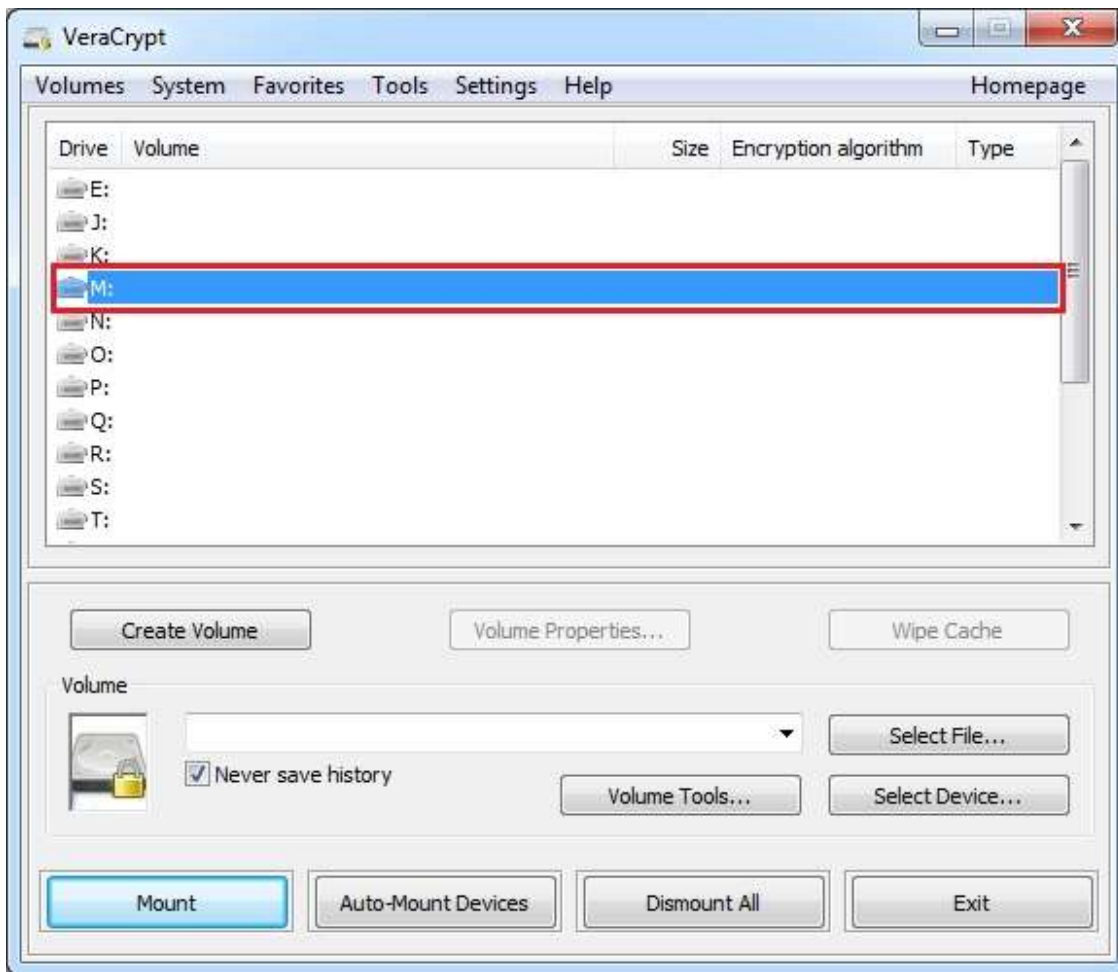 VeraCrypt
Volumes System Favorites Tools Settings Help Homepage
Drive Volume Size Encryption algorithm Type
E:
J:
K:
M:
N:
O:
P:
Q:
R:
S:
T:
Create Volume Volume Properties... Wipe Cache
Volume
Select File...
Never save history
Volume Tools... Select Device...
Mount Auto-Mount Devices Dismount All Exit